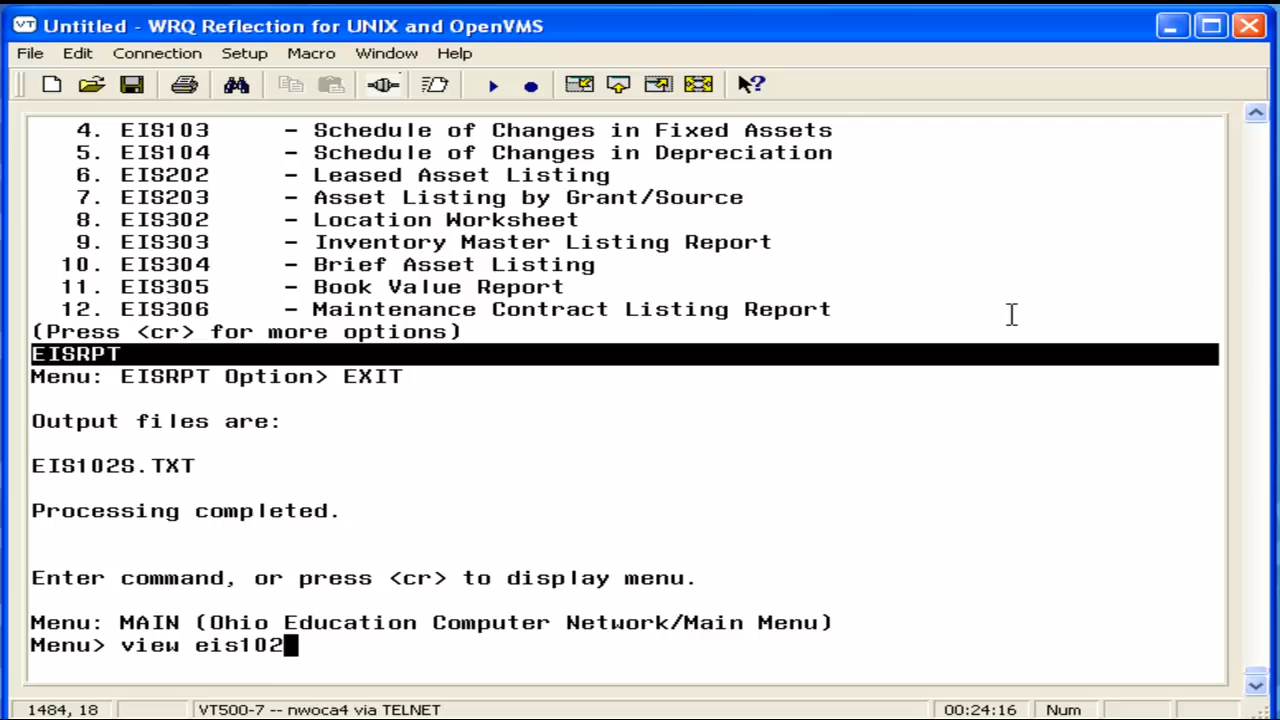 VT Untitled - WRQ Reflection for UNIX and OpenVMS
File Edit Connection Setup Macro Window Help
4. EIS103 - Schedule of Changes in Fixed Assets
5. EIS104 - Schedule of Changes in Depreciation
6. EIS202 - Leased Asset Listing
7. EIS203 - Asset Listing by Grant/Source
8. EIS302 - Location Worksheet
9. EIS303 - Inventory Master Listing Report
10. EIS304 - Brief Asset Listing
11. EIS305 - Book Value Report
12. EIS306 - Maintenance Contract Listing Report
(Press <cr> for more options)
EISRPT
Menu: EISRPT Option> EXIT
Output files are:
EIS102S.TXT
Processing completed.
Enter command, or press <cr> to display menu.
Menu: MAIN (Ohio Education Computer Network/Main Menu)
Menu> view eis102
1484, 18 VT500-7 -- nwoca4 via TELNET 00:24:16 Num